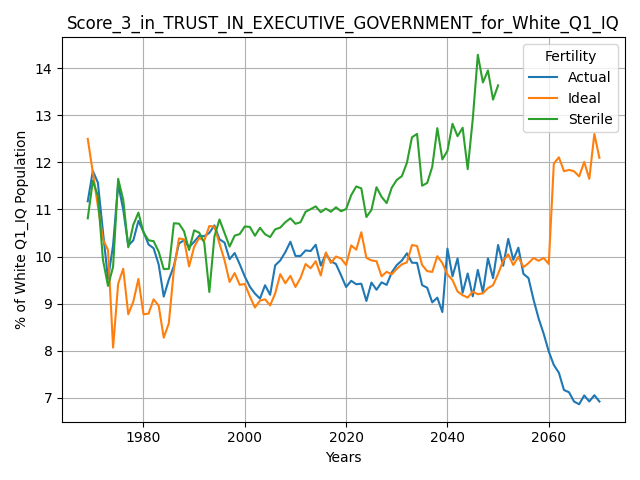 Score_3_in_TRUST_IN_EXECUTIVE_GOVERNMENT_for_White_Q1_IQ
Fertility
Actual
Ideal
Sterile
% of White Q1_IQ Population
14
13
12
11
10
9
8
7
1980
2000
2020
2040
2060
Years